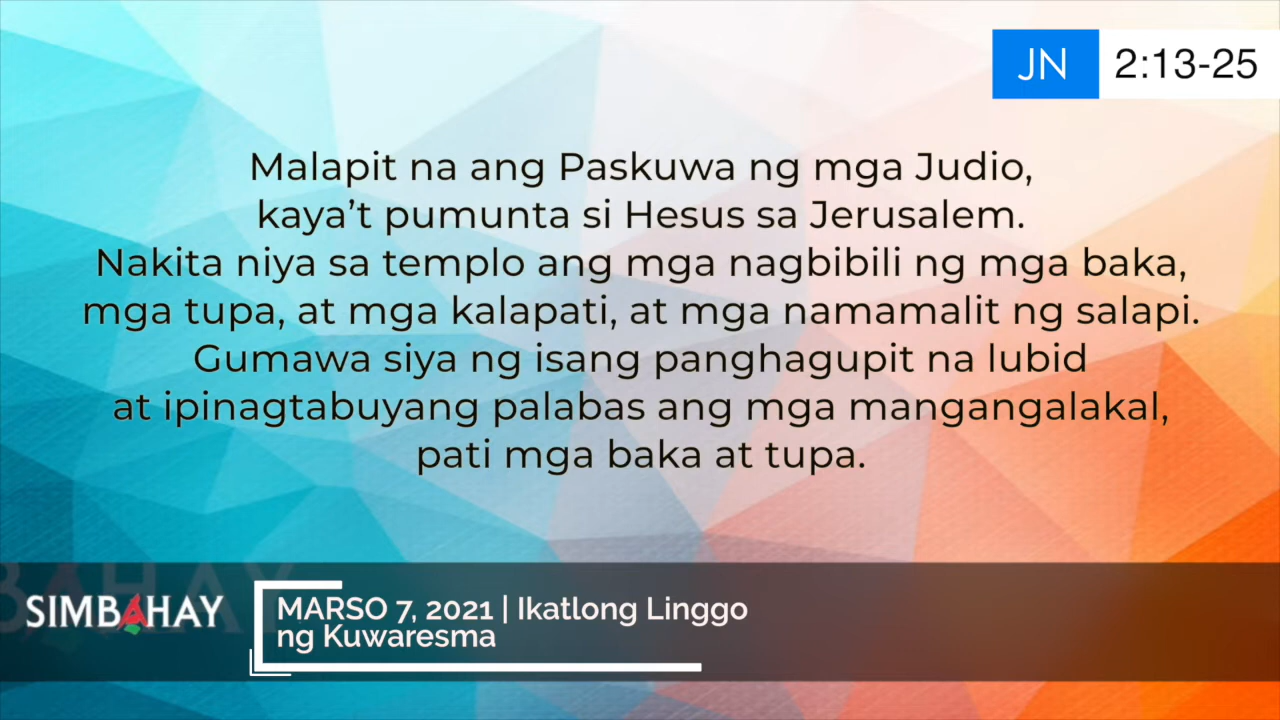 JN 2:13-25
Malapit na ang Paskuwa ng mga Judio,
kaya’t pumunta si Hesus sa Jerusalem.
Nakita niya sa templo ang mga nagbibili ng mga baka,
mga tupa, at mga kalapati, at mga namamalit ng salapi.
Gumawa siya ng isang panghagupit na lubid
at ipinagtabuyang palabas ang mga mangangalakal,
pati mga baka at tupa.
SIMBAHAY
MARSO 7, 2021 | Ikatlong Linggo
ng Kuwaresma